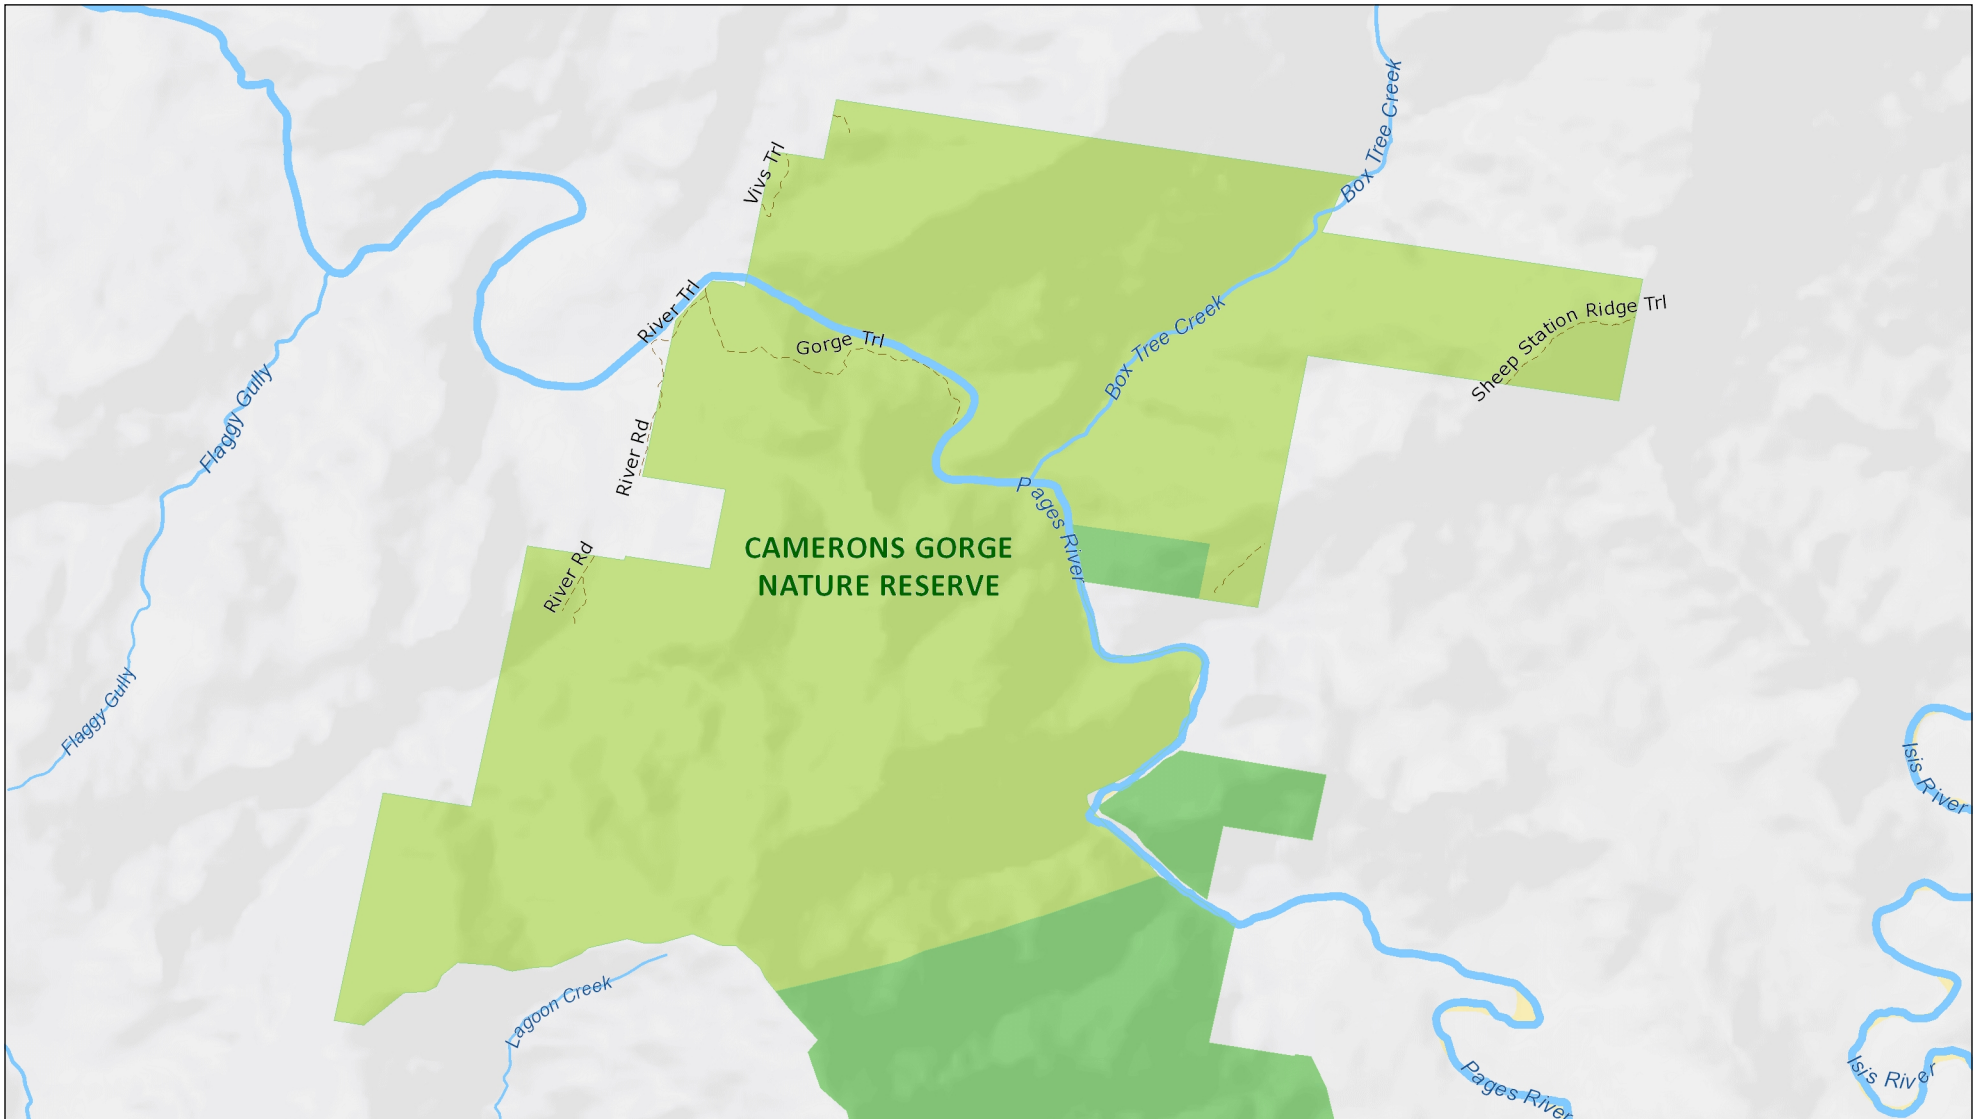 Box Tree Creek
Vivs Trl
River Trl
Sheep Station Ridge Trl
Box Tree Creek
Gorge Trl
Flaggy Gully
River Rd
Pages River
CAMERONS GORGE
NATURE RESERVE
River Rd
Flaggy Gully
Isis River
Lagoon Creek
Pages River
Isis River